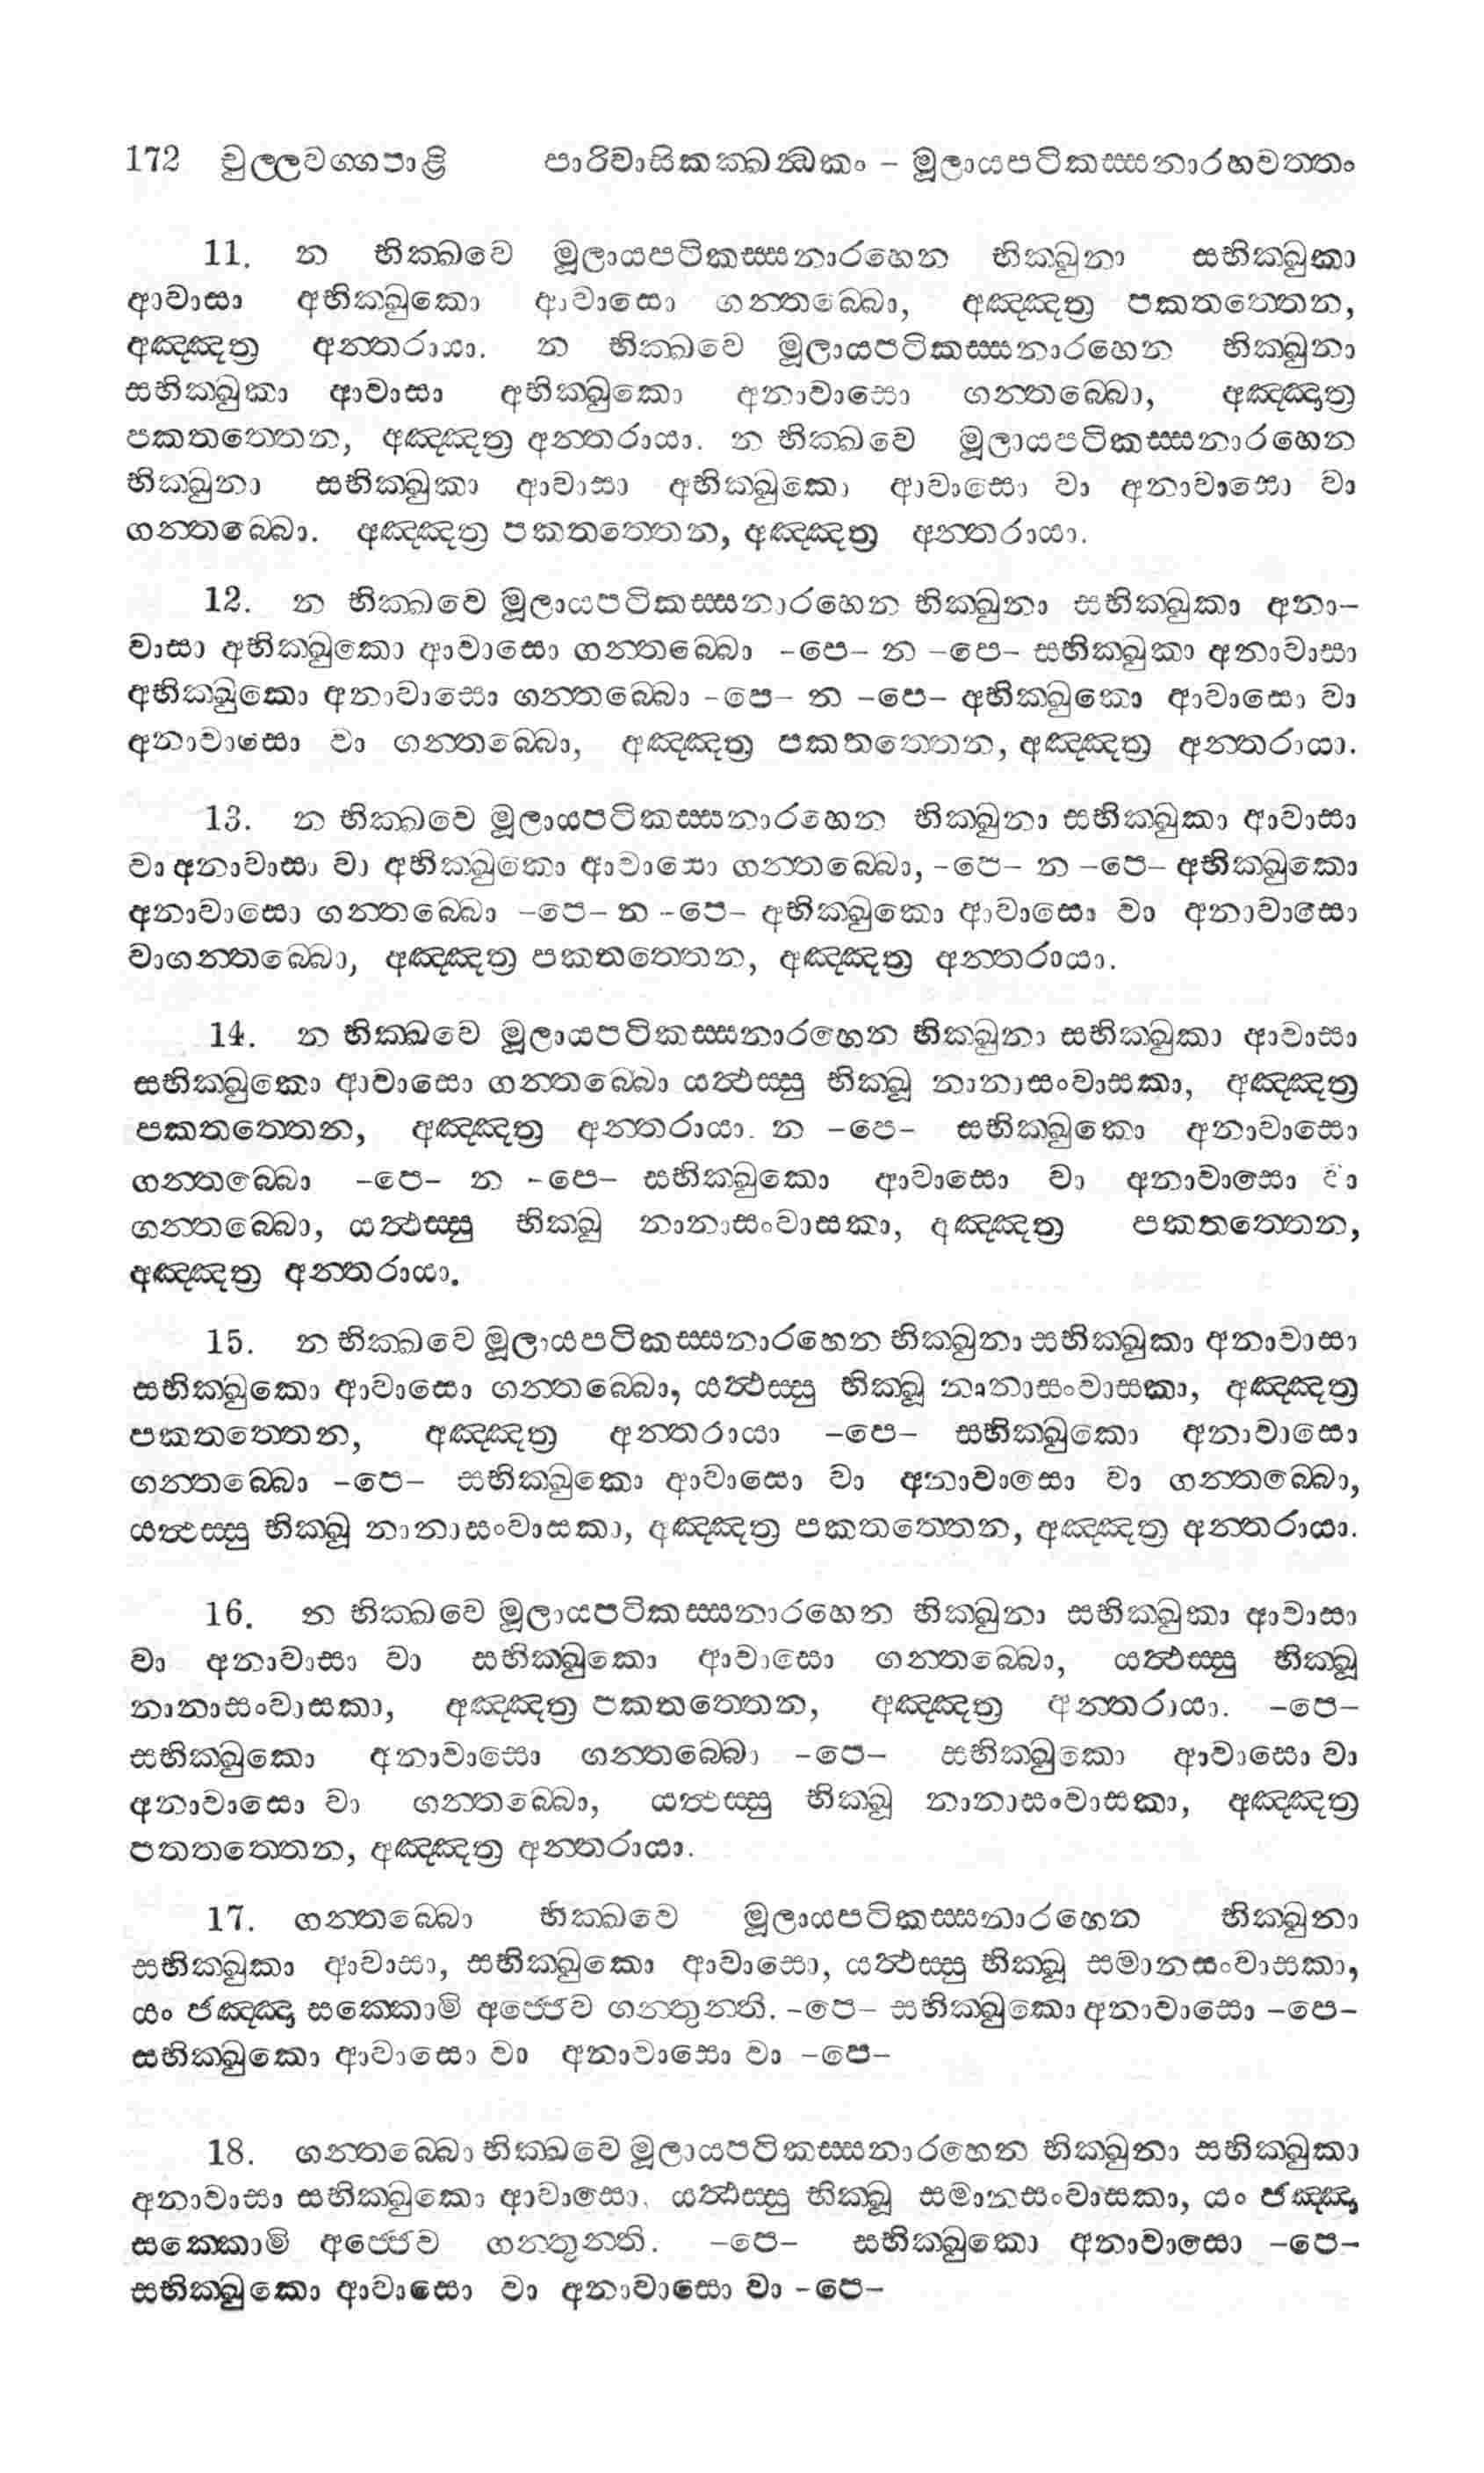 172 චුල්ලවග්ගපාළි පාරිවාසිකක්ඛන්ධකං – මූලායපටිකස්සනාරහවත්තං
11. න භික්ඛවෙ මූලායපටිකස්සනාරහෙන භික්ඛුනා සභික්ඛුකා
ආවාසා අභික්ඛුකො ආවාසො ගන්තබ්බො, අඤ්ඤත්‍ර පකතත්තෙන,
අඤ්ඤත්‍ර අන්තරායා. න භික්ඛවෙ මූලායපටිකස්සනාරහෙන භික්ඛුනා
සභික්ඛුකා ආවාසා අභික්ඛුකො අනාවාසො ගන්තබ්බො, අඤ්ඤත්‍ර
පකතත්තෙන, අඤ්ඤත්‍ර අන්තරායා. න භික්ඛවෙ මූලායපටිකස්සනාරහෙන
භික්ඛුනා සභික්ඛුකා ආවාසා අභික්ඛුකො ආවාසො වා අනාවාසො වා
ගන්තබ්බො. අඤ්ඤත්‍ර පකතත්තෙන, අඤ්ඤත්‍ර අන්තරායා.
12. න භික්ඛවෙ මූලායපටිකස්සනාරහෙන භික්ඛුනා සභික්ඛුකා අනා–
වාසා අභික්ඛුකො ආවාසො ගන්තබ්බො –පෙ– න –පෙ– සභික්ඛුකා අනාවාසා
අභික්ඛුකො අනාවාසො ගන්තබ්බො –පෙ– න –පෙ– අභික්ඛුකො ආවාසො වා
අනාවාසො වා ගන්තබ්බො, අඤ්ඤත්‍ර පකතත්තෙන, අඤ්ඤත්‍ර අන්තරායා.
13. න භික්ඛවෙ මූලායපටිකස්සනාරහෙන භික්ඛුනා සභික්ඛුකා ආවාසා
වා අනාවාසා වා අභික්ඛුකො ආවාසො ගන්තබ්බො, –පෙ– න –පෙ– අභික්ඛුකො
අනාවාසො ගන්තබ්බො –පෙ– න –පෙ– අභික්ඛුකො ආවාසො වා අනාවාසො
වාගන්තබ්බො, අඤ්ඤත්‍ර පකතත්තෙන, අඤ්ඤත්‍ර අන්තරායා.
14. න භික්ඛවෙ මූලායපටිකස්සනාරහෙන භික්ඛුනා සභික්ඛුකා ආවාසා
සභික්ඛුකො ආවාසො ගන්තබ්බො යත්ථස්සු භික්ඛූ නානාසංවාසකා, අඤ්ඤත්‍ර
පකතත්තෙන, අඤ්ඤත්‍ර අන්තරායා. න –පෙ– සභික්ඛුකො අනාවාසො
ගන්තබ්බො –පෙ– න –පෙ– සභික්ඛුකො ආවාසො වා අනාවාසො වා
ගන්තබ්බො, යත්ථස්සු භික්ඛූ නානාසංවාසකා, අඤ්ඤත්‍ර පකතත්තෙන,
අඤ්ඤත්‍ර අන්තරායා.
15. න භික්ඛවෙ මූලායපටිකස්සනාරහෙන භික්ඛුනා සභික්ඛුකා අනාවාසා
සභික්ඛුකො ආවාසො ගන්තබ්බො, යත්ථස්සු භික්ඛූ නානාසංවාසකා, අඤ්ඤත්‍ර
පකතත්තෙන, අඤ්ඤත්‍ර අන්තරායා –පෙ– සභික්ඛුකො අනාවාසො
ගන්තබ්බො –පෙ– සභික්ඛුකො ආවාසො වා අනාවාසො වා ගන්තබ්බො,
යත්ථස්සු භික්ඛූ නානාසංවාසකා, අඤ්ඤත්‍ර පකතත්තෙන, අඤ්ඤත්‍ර අන්තරායා.
16. න භික්ඛවෙ මූලායපටිකස්සනාරහෙන භික්ඛුනා සභික්ඛුකා ආවාසා
වා අනාවාසා වා සභික්ඛුකො ආවාසො ගන්තබ්බො, යත්ථස්සු භික්ඛූ
නානාසංවාසකා, අඤ්ඤත්‍ර පකතත්තෙන, අඤ්ඤත්‍ර අන්තරායා. –පෙ–
සභික්ඛුකො අනාවාසො ගන්තබ්බො –පෙ– සභික්ඛුකො ආවාසො වා
අනාවාසො වා ගන්තබ්බො, යත්ථස්සු භික්ඛූ නානාසංවාසකා, අඤ්ඤත්‍ර
පතතත්තෙන, අඤ්ඤත්‍ර අන්තරායා.
17. ගන්තබ්බො භික්ඛවෙ මූලායපටිකස්සනාරහෙන භික්ඛුනා
සභික්ඛුකා ආවාසා, සභික්ඛුකො ආවාසො, යත්ථස්සු භික්ඛූ සමානසංවාසකා,
යං ජඤ්ඤා සක්කොමි අජ්ජෙව ගන්තුන්ති. –පෙ– සභික්ඛුකො අනාවාසො –පෙ–
සභික්ඛුකො ආවාසො වා අනාවාසො වා –පෙ–
18. ගන්තබ්බො භික්ඛවෙ මූලායපටිකස්සනාරහෙන භික්ඛුනා සභික්ඛුකා
අනාවාසා සභික්ඛුකො ආවාසො, යත්ථස්සු භික්ඛූ සමානසංවාසකා, යං ජඤ්ඤා
සක්කොමි අජ්ජෙව ගන්තුන්ති. –පෙ– සභික්ඛුකො අනාවාසො –පෙ–
සභික්ඛුකො ආවාසො වා අනාවාසො වා –පෙ–